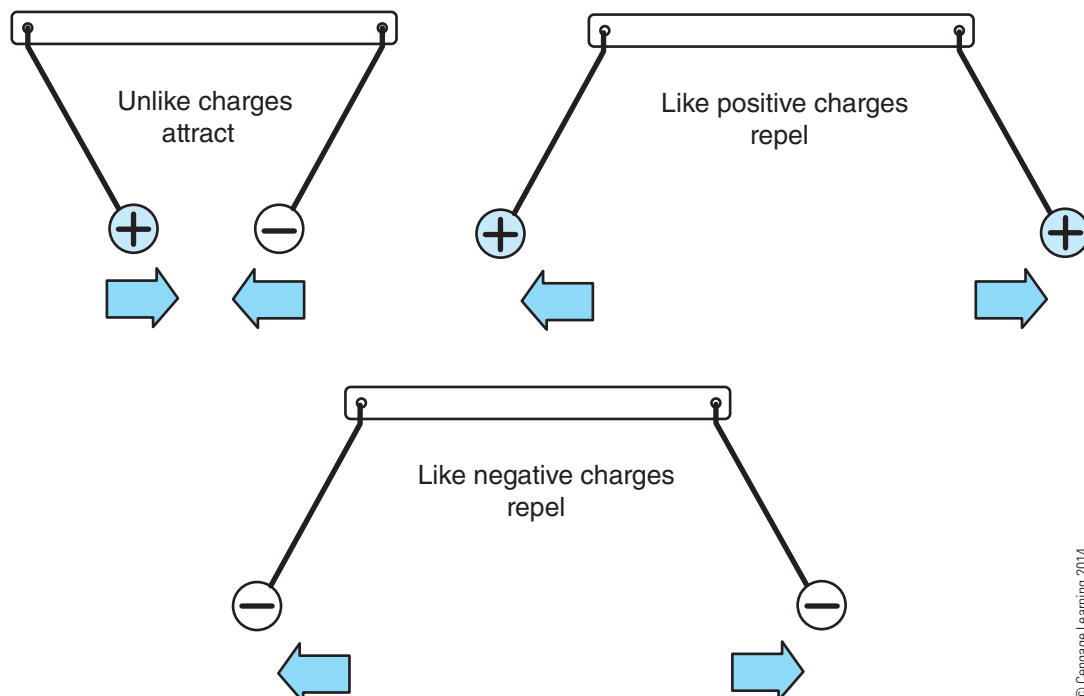 Unlike charges
attract
Like positive charges
repel
+
−
+
+
Like negative charges
repel
−
−
© Cengage Learning 2014